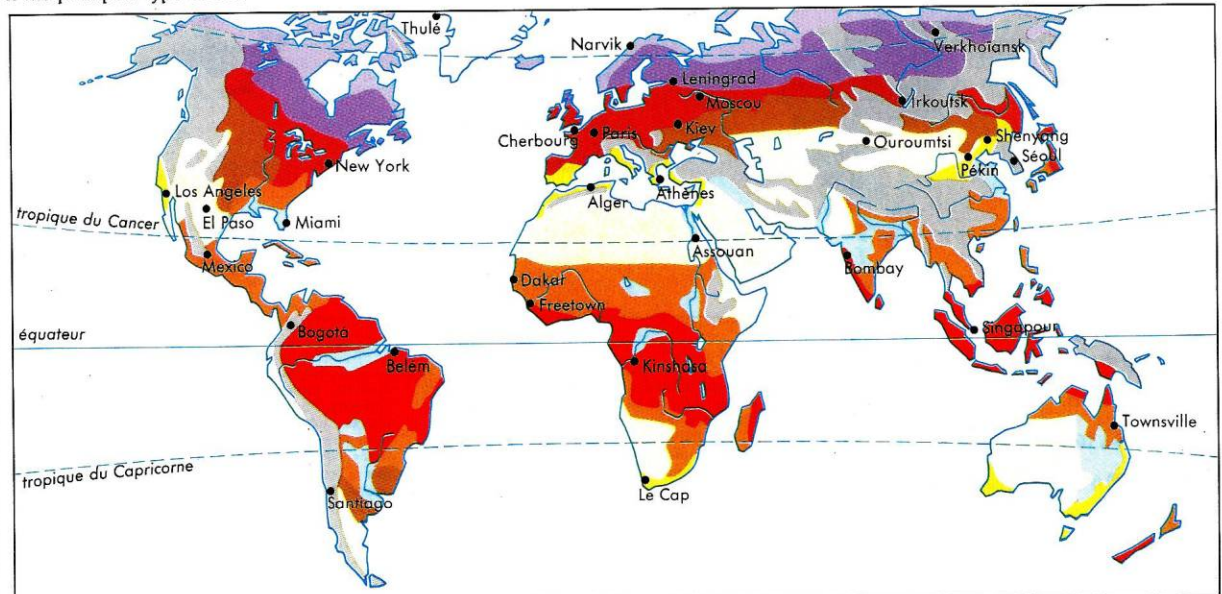 Thulé
Narvik
Verkhoïansk
Leningrad
Moscou
Irkoutsk
Cherbourg
Paris
Kiev
Ouroumtsi
Shenyang
New York
Séoul
Pékin
Los Angeles
Alger
Athènes
El Paso
Miami
tropique du Cancer
Assouan
Mexico
Bombay
Dakar
Freetown
équateur
Bogotá
Singapour
Belem
Kinshasa
Townsville
tropique du Capricorne
Santiago
Le Cap